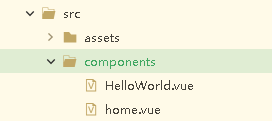 src
assets
components
HelloWorld.vue
home.vue